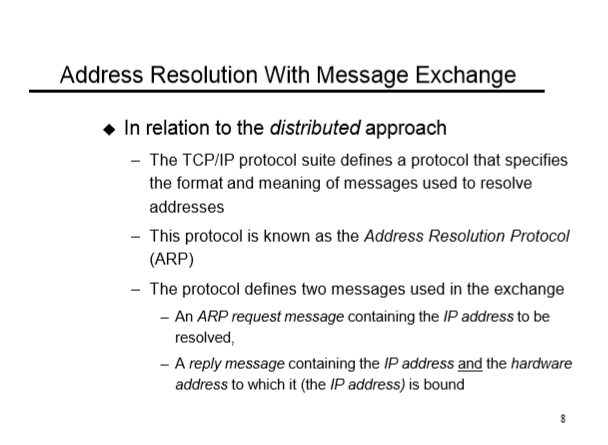 Address Resolution With Message Exchange
◆ In relation to the distributed approach
– The TCP/IP protocol suite defines a protocol that specifies
the format and meaning of messages used to resolve
addresses
– This protocol is known as the Address Resolution Protocol
(ARP)
– The protocol defines two messages used in the exchange
– An ARP request message containing the IP address to be
resolved,
– A reply message containing the IP address and the hardware
address to which it (the IP address) is bound
8